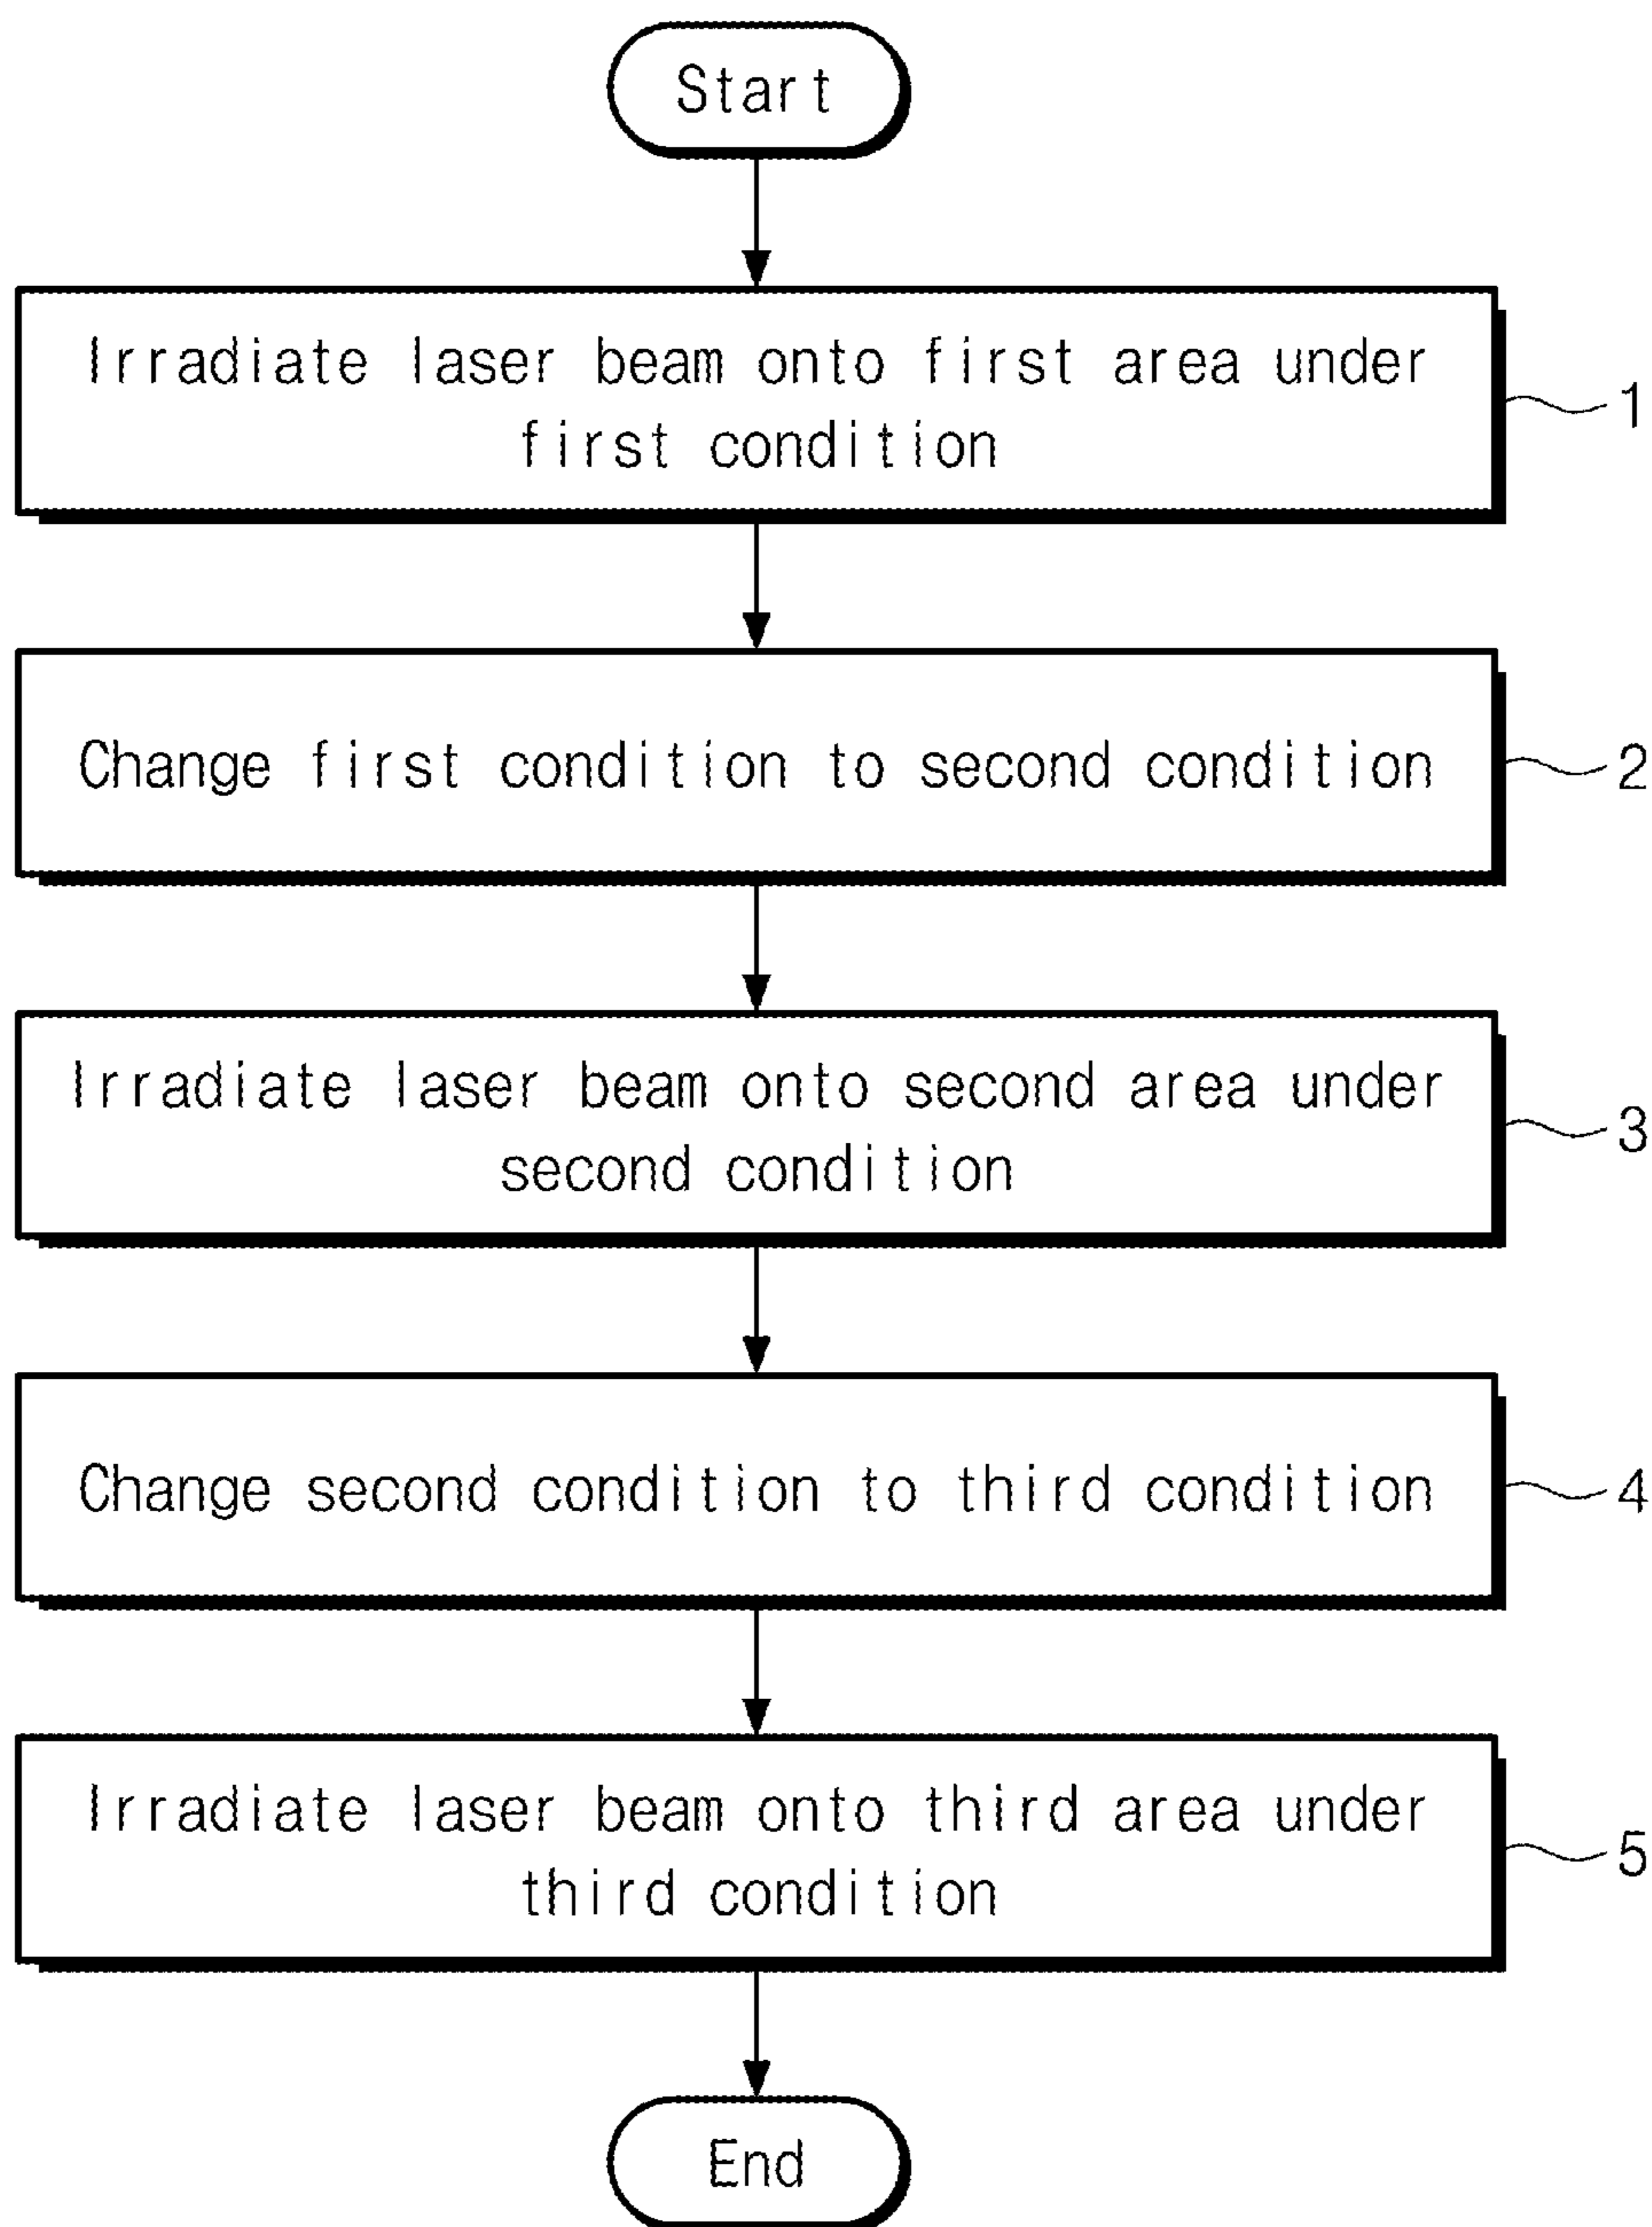 Start
Irradiate laser beam onto first area under
first condition
1
Change first condition to second condition
2
Irradiate laser beam onto second area under
second condition
3
Change second condition to third condition
4
Irradiate laser beam onto third area under
third condition
5
End